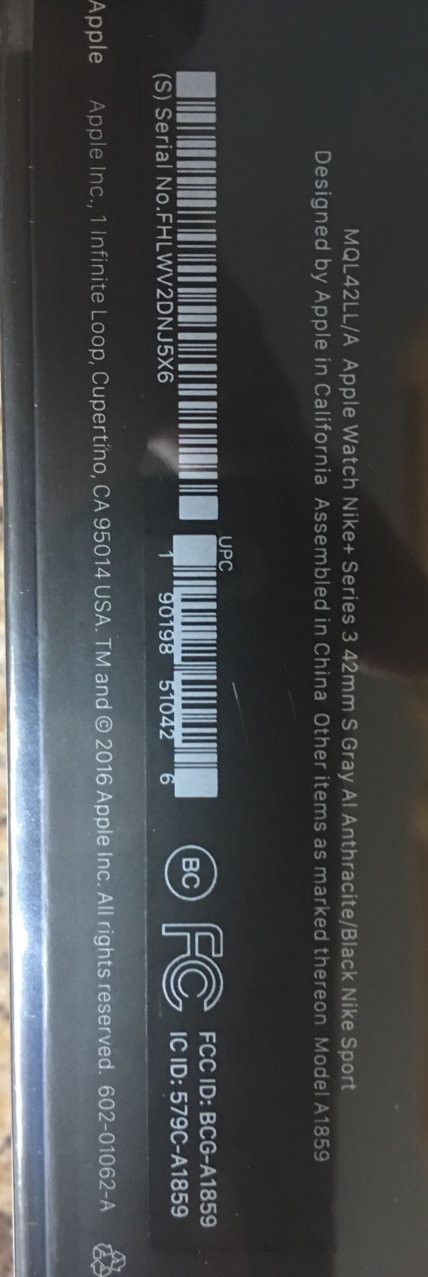 MQL42LL/A Apple Watch Nike+ Series 3 42mm S Gray Al Anthracite/Black Nike Sport
Designed by Apple in California Assembled in China Other items as marked thereon Model A1859
UPC
(S) Serial No.FHLWV2DNJ5X6
1 90198 51042 6
BC
FC
FCC ID: BCG-A1859
IC ID: 579C-A1859
Apple Apple Inc., 1 Infinite Loop, Cupertino, CA 95014 USA. TM and © 2016 Apple Inc. All rights reserved. 602-01062-A